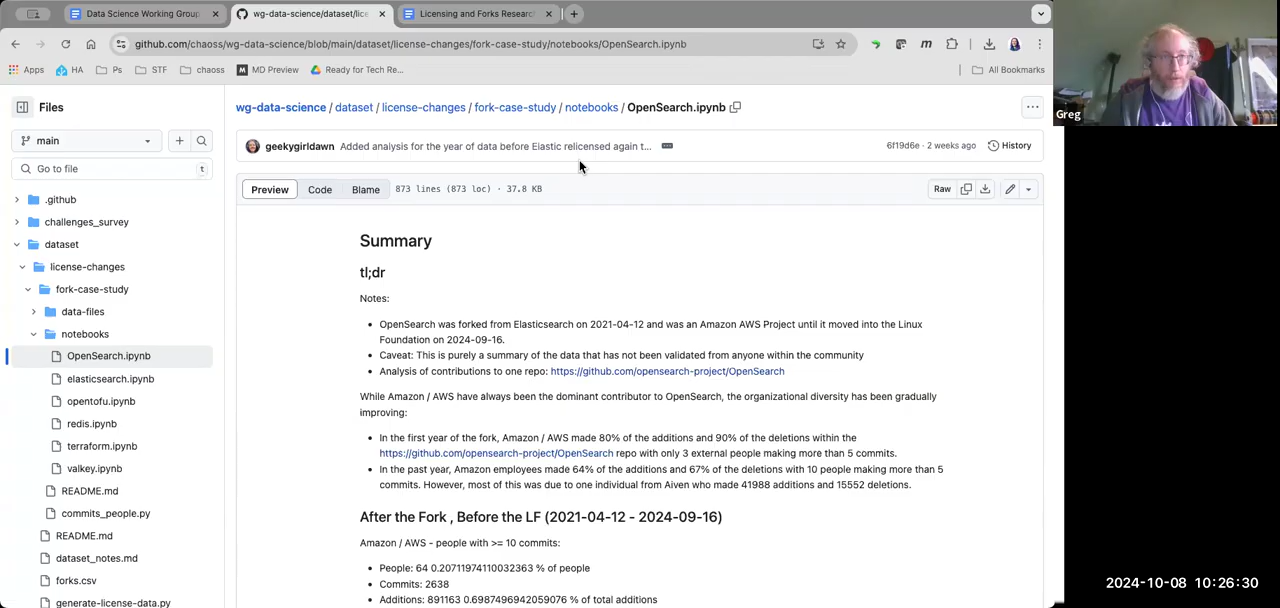 Data Science Working Group
wg-data-science/dataset/lice
Licensing and Forks Researc
github.com/chaoss/wg-data-science/blob/main/dataset/license-changes/fork-case-study/notebooks/OpenSearch.ipynb
Apps
HA
Ps
STF
chaoss
MD Preview
Ready for Tech Re...
All Bookmarks
Greg
Files
wg-data-science / dataset / license-changes / fork-case-study / notebooks / OpenSearch.ipynb
main
Go to file
t
geekygirldawn Added analysis for the year of data before Elastic relicensed again t...
6f19d6e · 2 weeks ago
History
Preview
Code
Blame
873 lines (873 loc) · 37.8 KB
Raw
.github
challenges_survey
dataset
license-changes
fork-case-study
data-files
notebooks
OpenSearch.ipynb
elasticsearch.ipynb
opentofu.ipynb
redis.ipynb
terraform.ipynb
valkey.ipynb
README.md
commits_people.py
README.md
dataset_notes.md
forks.csv
generate-license-data.py
Summary
tl;dr
Notes:
• OpenSearch was forked from Elasticsearch on 2021-04-12 and was an Amazon AWS Project until it moved into the Linux
Foundation on 2024-09-16.
• Caveat: This is purely a summary of the data that has not been validated from anyone within the community
• Analysis of contributions to one repo: https://github.com/opensearch-project/OpenSearch
While Amazon / AWS have always been the dominant contributor to OpenSearch, the organizational diversity has been gradually
improving:
• In the first year of the fork, Amazon / AWS made 80% of the additions and 90% of the deletions within the
https://github.com/opensearch-project/OpenSearch repo with only 3 external people making more than 5 commits.
• In the past year, Amazon employees made 64% of the additions and 67% of the deletions with 10 people making more than 5
commits. However, most of this was due to one individual from Aiven who made 41988 additions and 15552 deletions.
After the Fork , Before the LF (2021-04-12 - 2024-09-16)
Amazon / AWS - people with >= 10 commits:
• People: 64 0.20711974110032363 % of people
• Commits: 2638
• Additions: 891163 0.6987496942059076 % of total additions
2024-10-08 10:26:30